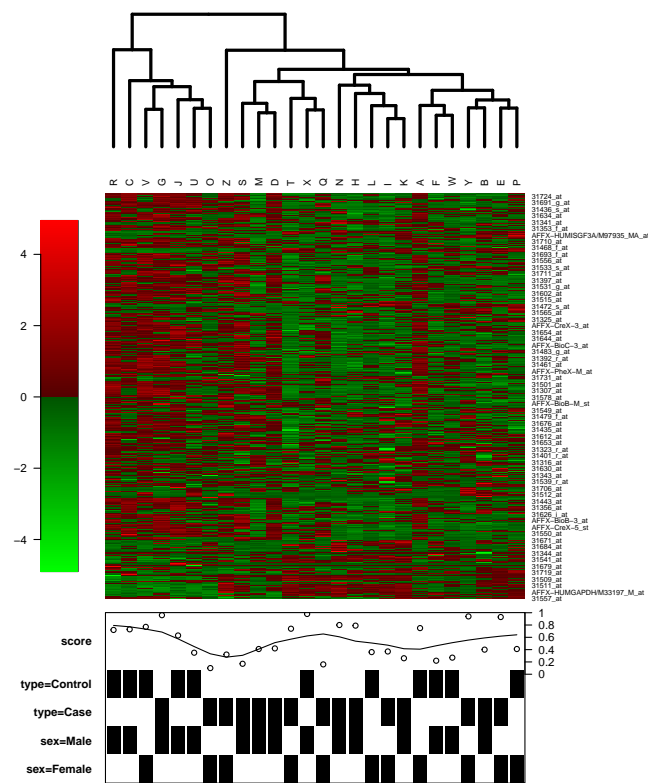 R C V G J U O Z S M D T X Q N H L I K A F W Y B E P
31724_at
31691_g_at
31436_s_at
31634_at
31341_at
31353_f_at
AFFX−HUMISGF3A/M97935_MA_at
31710_at
31468_f_at
31693_f_at
31556_at
31533_s_at
31711_at
31397_at
31531_g_at
31602_at
31515_at
31472_s_at
31565_at
31325_at
AFFX−CreX−3_at
31654_at
31644_at
AFFX−BioC−3_at
31483_g_at
31392_r_at
31461_at
AFFX−PheX−M_at
31731_at
31501_at
31307_at
31578_at
AFFX−BioB−M_st
31549_at
31479_f_at
31676_at
31435_at
31612_at
31653_at
31323_r_at
31401_r_at
31316_at
31630_at
31343_at
31539_r_at
31706_at
31512_at
31443_at
31356_at
31626_i_at
AFFX−BioB−3_at
AFFX−CreX−5_st
31550_at
31671_at
31684_at
31344_at
31541_at
31679_at
31719_at
31509_at
31511_at
AFFX−HUMGAPDH/M33197_M_at
31557_at
4
2
0
−2
−4
score
1
0.8
0.6
0.4
0.2
0
type=Control
type=Case
sex=Male
sex=Female